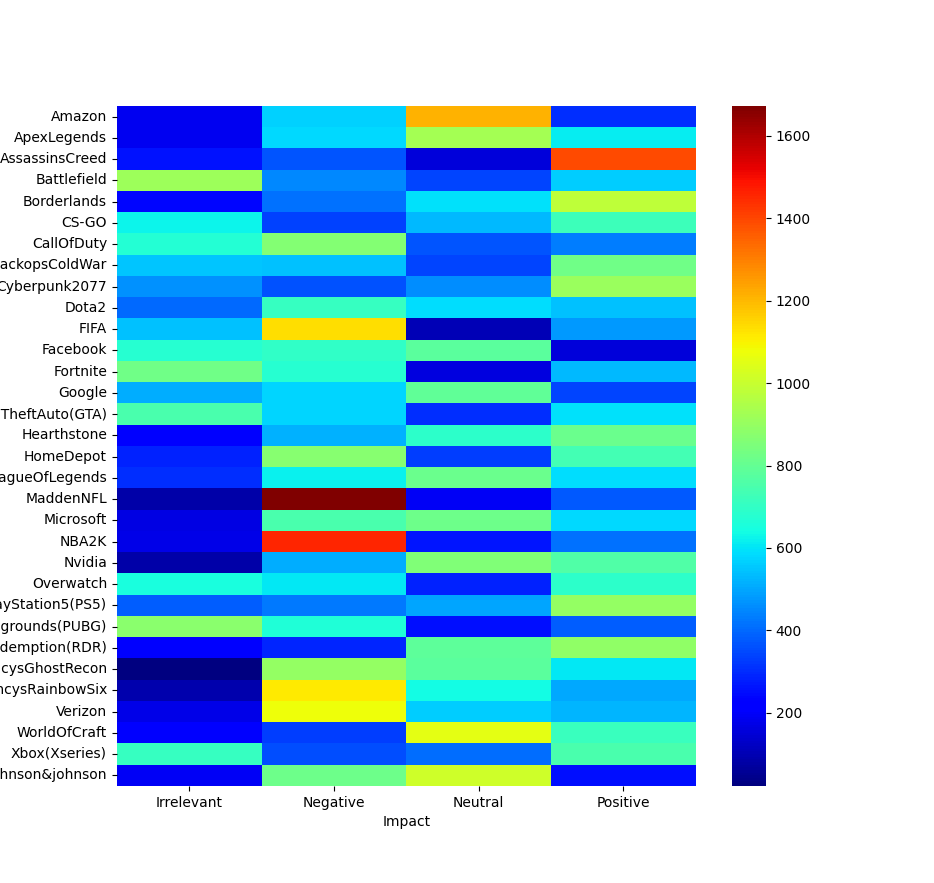 Amazon
ApexLegends
AssassinsCreed
Battlefield
Borderlands
CS-GO
CallOfDuty
ackopsColdWar
Cyberpunk2077
Dota2
FIFA
Facebook
Fortnite
Google
TheftAuto(GTA)
Hearthstone
HomeDepot
agueOfLegends
MaddenNFL
Microsoft
NBA2K
Nvidia
Overwatch
ayStation5(PS5)
grounds(PUBG)
demption(RDR)
cysGhostRecon
ncysRainbowSix
Verizon
WorldOfCraft
Xbox(Xseries)
hnson&johnson
Irrelevant Negative Neutral Positive
Impact
1600
1400
1200
1000
800
600
400
200